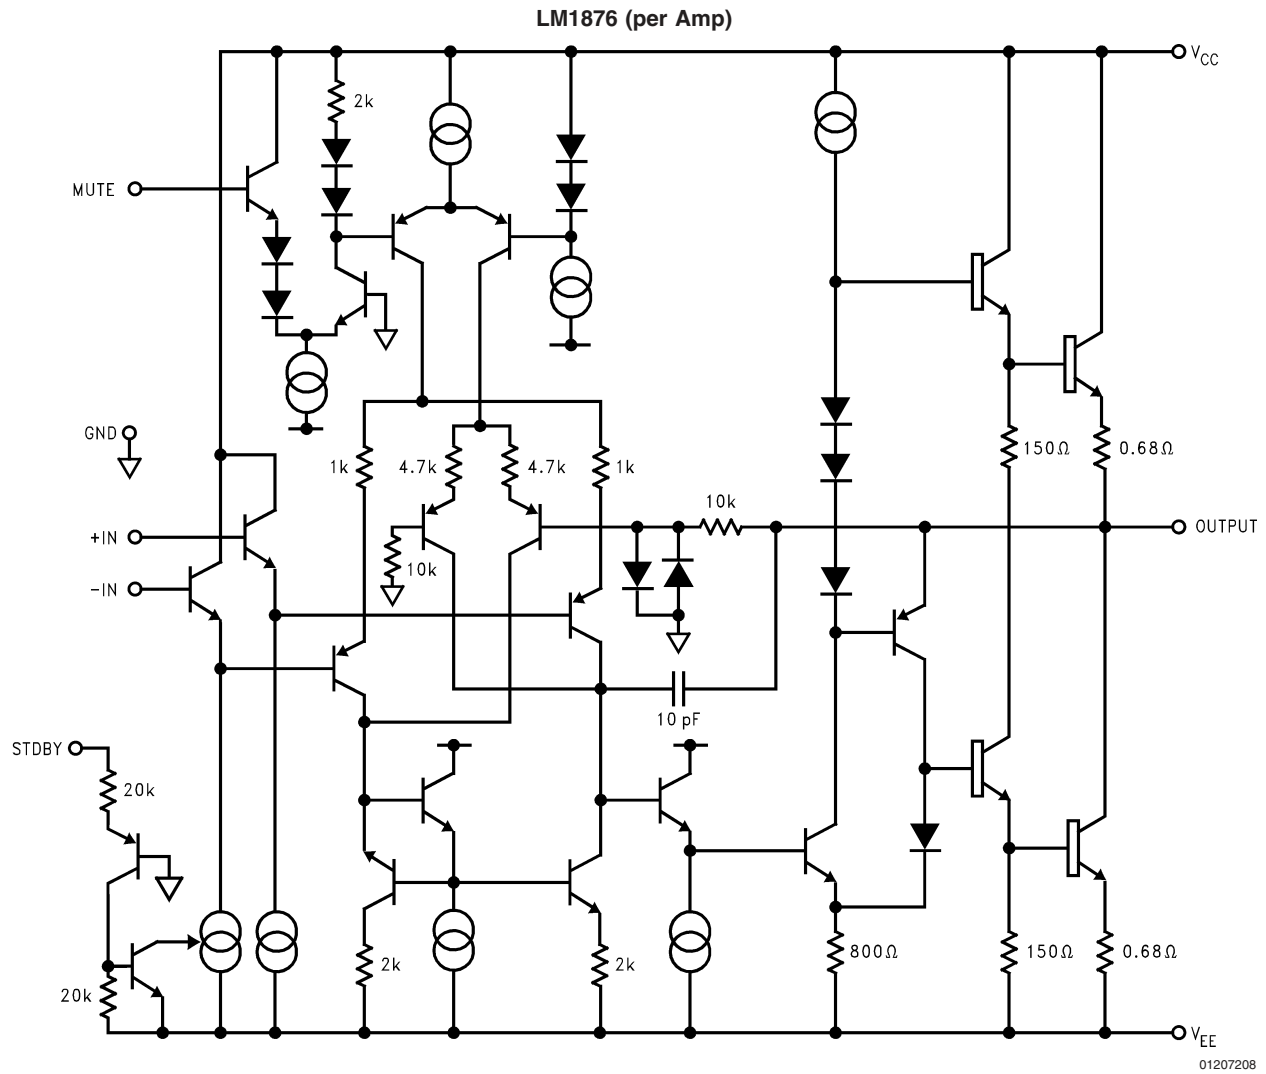 LM1876 (per Amp)
VCC
2k
MUTE
GND
1k
4.7k
4.7k
1k
150Ω
0.68Ω
10k
+IN
OUTPUT
10k
−IN
10 pF
STDBY
20k
800Ω
150Ω
0.68Ω
2k
2k
20k
VEE
01207208